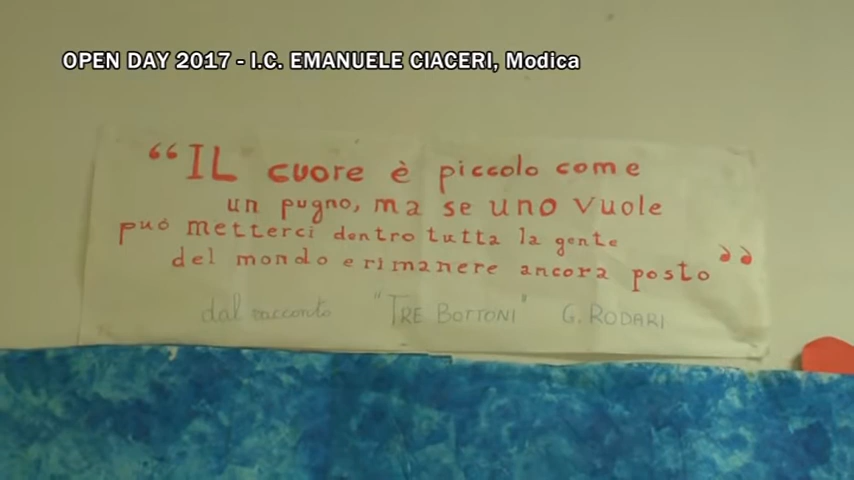 OPEN DAY 2017 - I.C. EMANUELE CIACERI, Modica
“IL cuore è piccolo come
un pugno, ma se uno vuole
può metterci dentro tutta la gente
del mondo e rimanere ancora posto”
dal racconto "TRE BOTTONI" G. RODARI